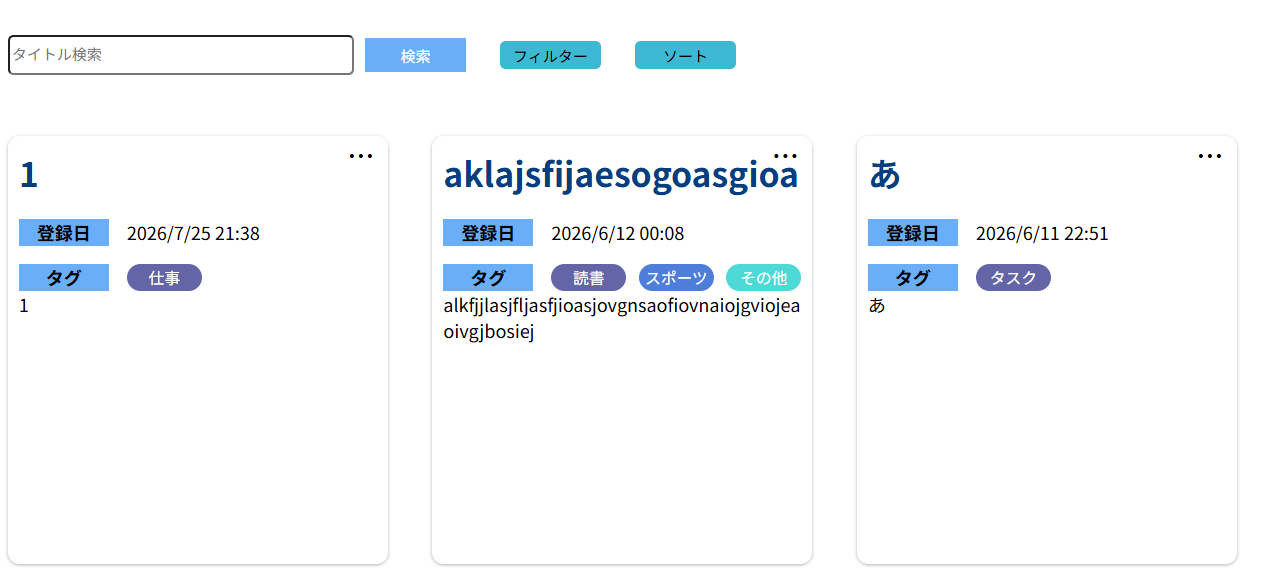 タイトル検索 検索 フィルター ソート
...
1
登録日 2026/7/25 21:38
タグ 仕事
1
...
aklajsfijaesogoasgioa
登録日 2026/6/12 00:08
タグ 読書 スポーツ その他
alkfjjlasjfljasfjioasjovgnsaofiovnaiojgviojea
oivgjbosiej
...
あ
登録日 2026/6/11 22:51
タグ タスク
あ